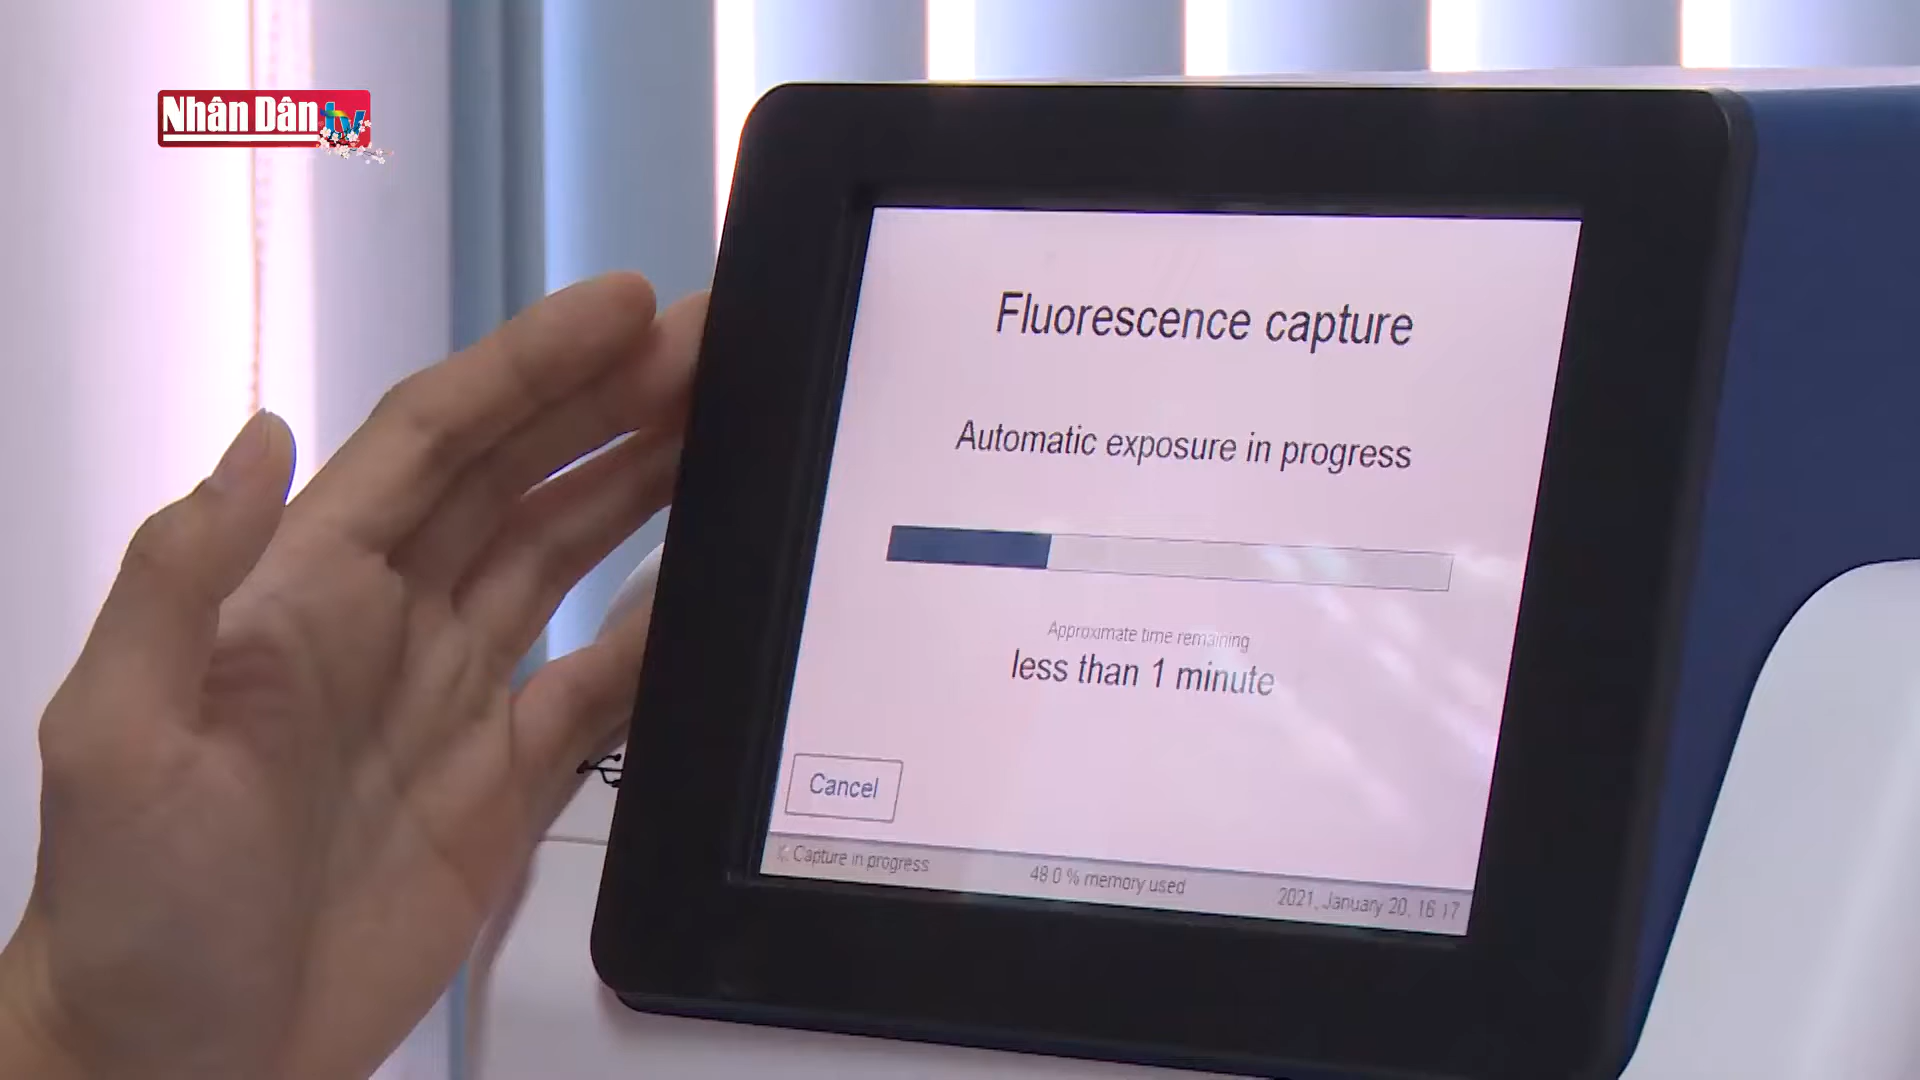 Nhân Dân tv
Fluorescence capture
Automatic exposure in progress
Approximate time remaining
less than 1 minute
Cancel
Capture in progress
48.0 % memory used
2021, January 20, 16:17